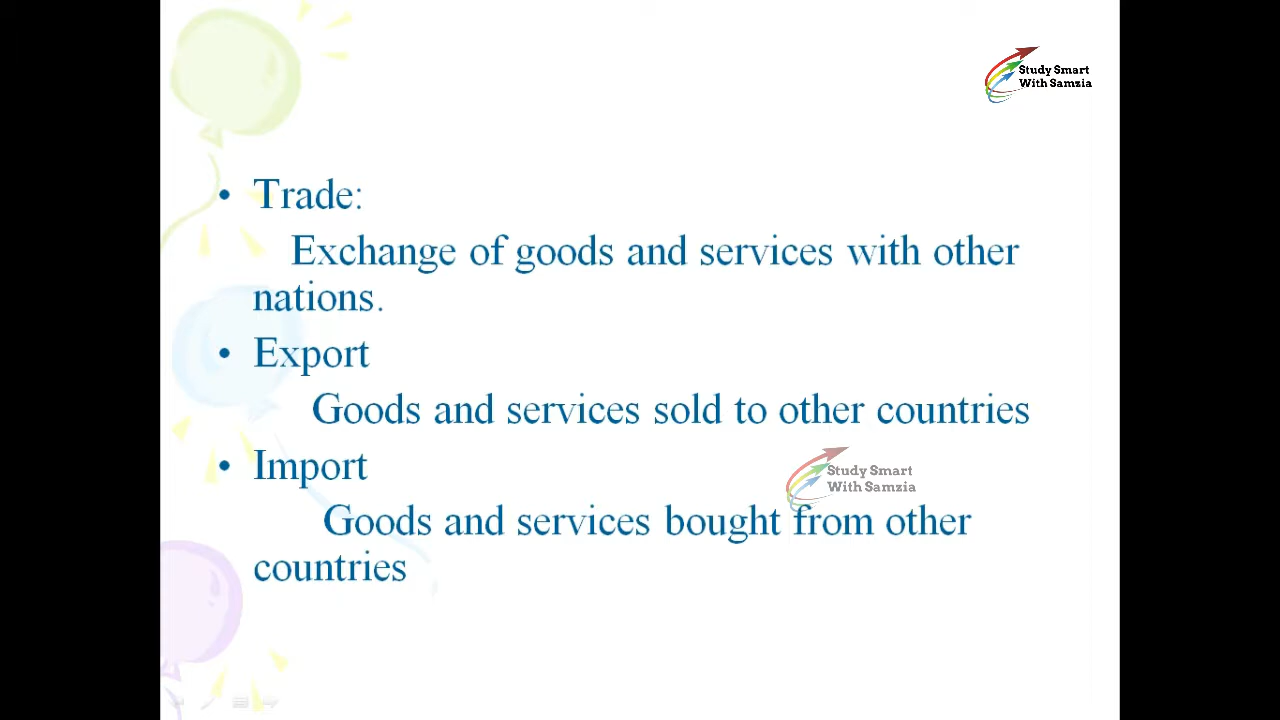 Study Smart
With Samzia
• Trade:
Exchange of goods and services with other
nations.
• Export
Goods and services sold to other countries
• Import
Study Smart
With Samzia
Goods and services bought from other
countries